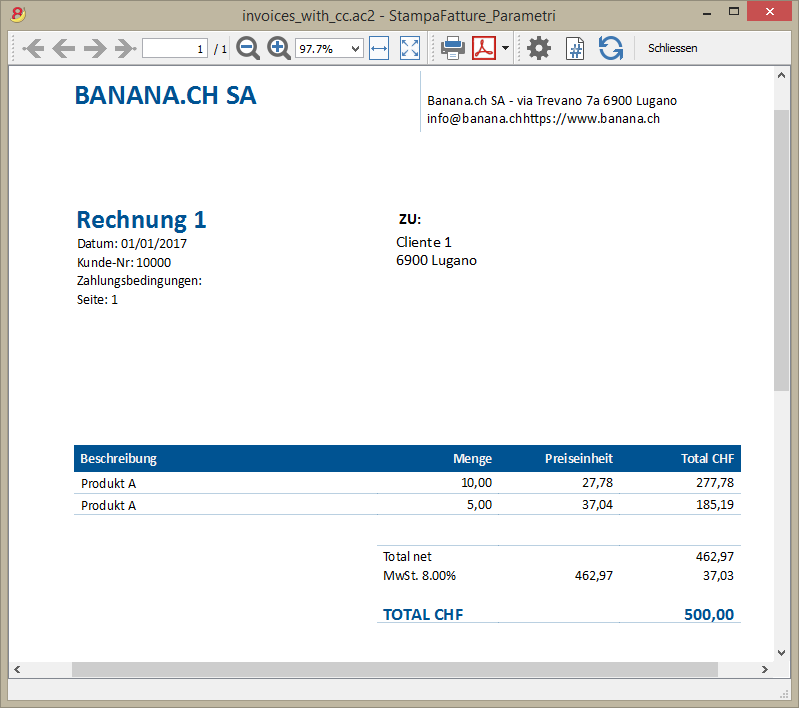 invoices_with_cc.ac2 - StampaFatture_Parametri
1 / 1 97.7% # Schliessen
BANANA.CH SA
Banana.ch SA - via Trevano 7a 6900 Lugano
info@banana.chhttps://www.banana.ch
Rechnung 1
Datum: 01/01/2017
Kunde-Nr: 10000
Zahlungsbedingungen:
Seite: 1
ZU:
Cliente 1
6900 Lugano
Beschreibung Menge Preiseinheit Total CHF
Produkt A 10,00 27,78 277,78
Produkt A 5,00 37,04 185,19
Total net 462,97
MwSt. 8.00% 462,97 37,03
TOTAL CHF 500,00